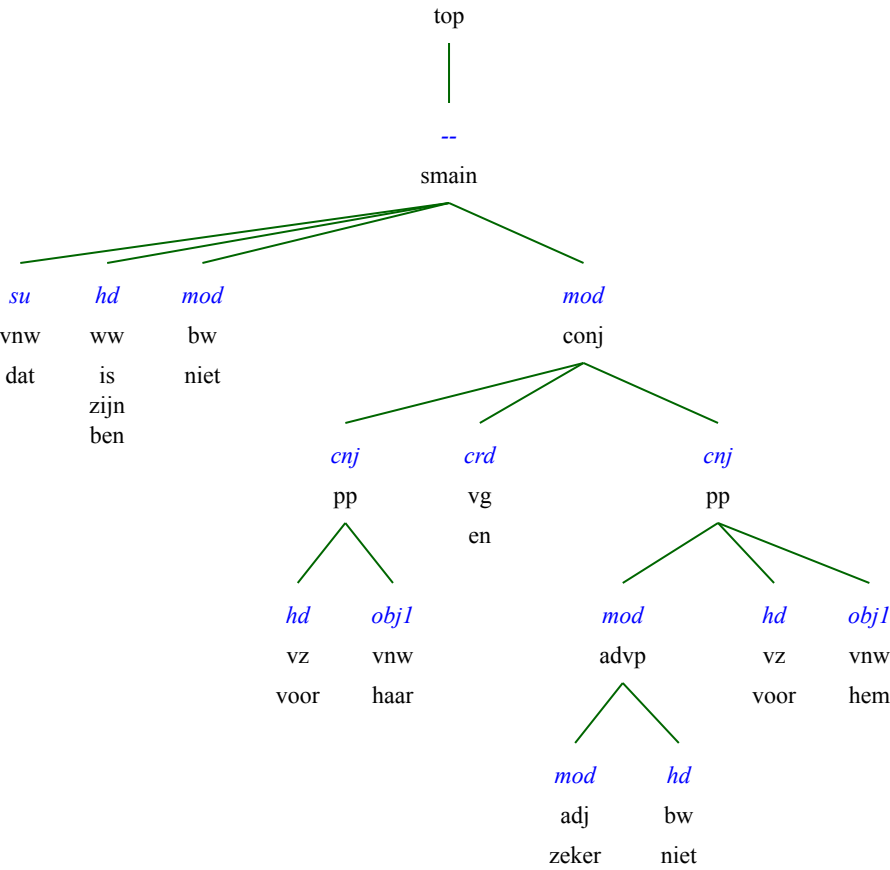 top
--
smain
su hd mod mod
vnw ww bw conj
dat is niet
zijn
ben
cnj crd cnj
pp vg pp
en
hd obj1 mod hd obj1
vz vnw advp vz vnw
voor haar voor hem
mod hd
adj bw
zeker niet